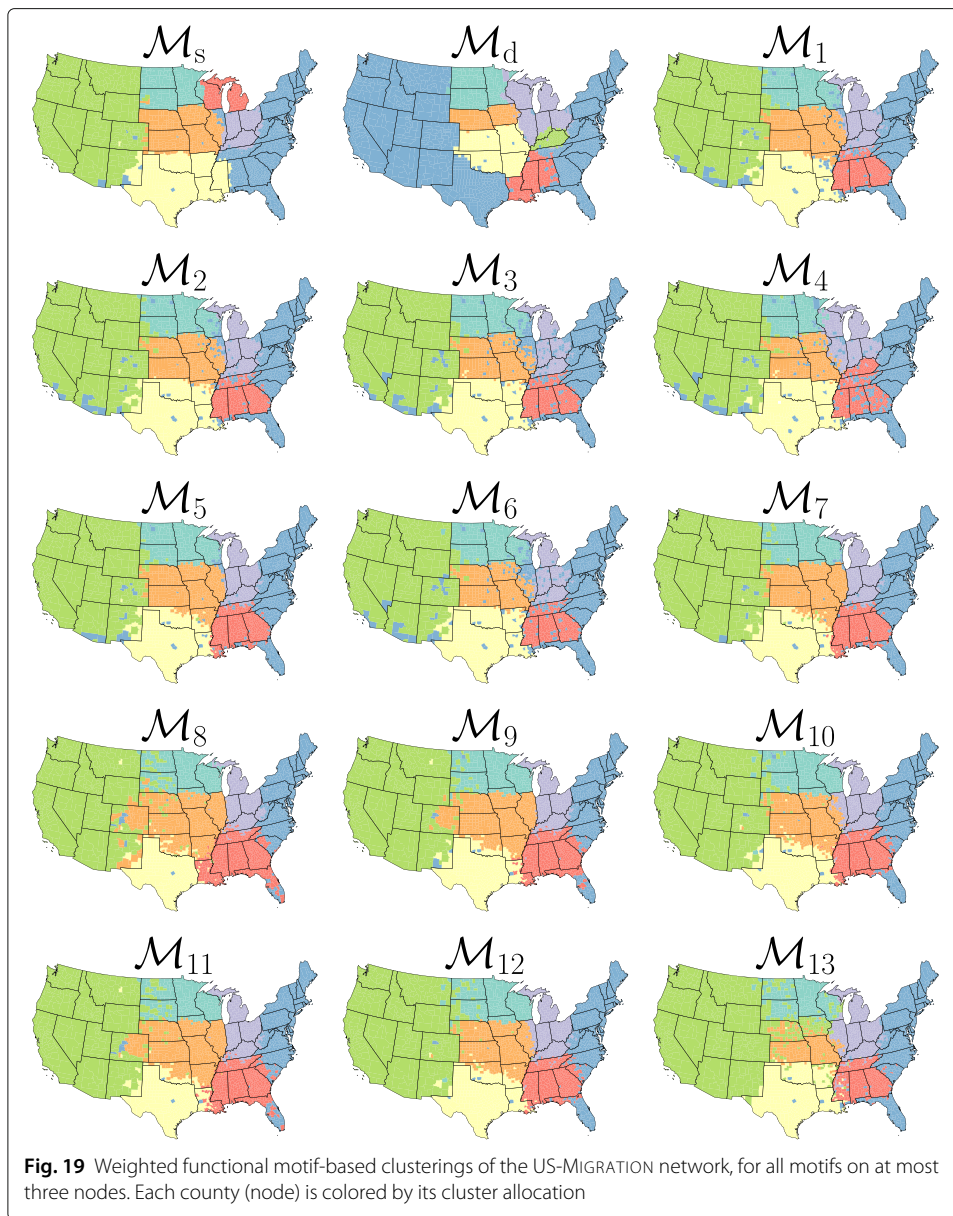 ℳs ℳd ℳ1
ℳ2 ℳ3 ℳ4
ℳ5 ℳ6 ℳ7
ℳ8 ℳ9 ℳ10
ℳ11 ℳ12 ℳ13
Fig. 19 Weighted functional motif-based clusterings of the US-MIGRATION network, for all motifs on at most
three nodes. Each county (node) is colored by its cluster allocation